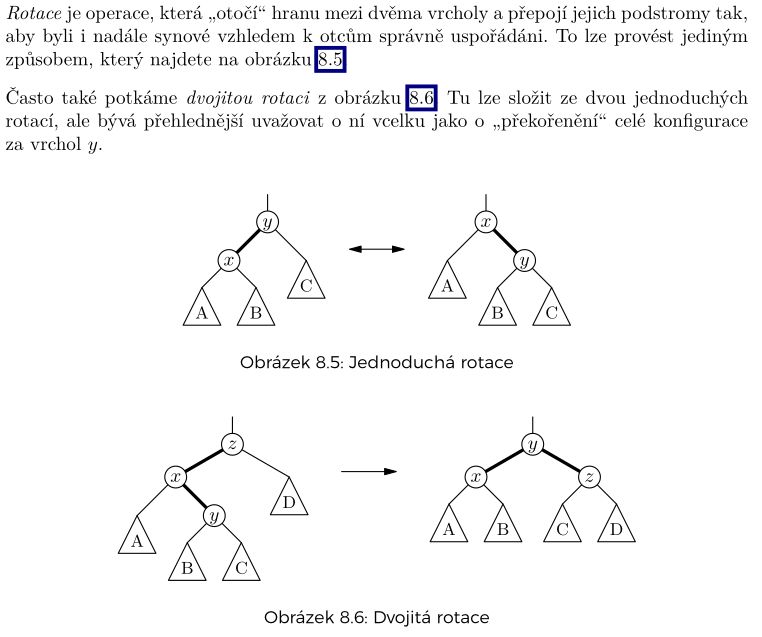 Rotace je operace, která „otočí“ hranu mezi dvěma vrcholy a přepojí jejich podstromy tak,
aby byli i nadále synové vzhledem k otcům správně uspořádáni. To lze provést jediným
způsobem, který najdete na obrázku 8.5
Často také potkáme dvojitou rotaci z obrázku 8.6 Tu lze složit ze dvou jednoduchých
rotací, ale bývá přehlednější uvažovat o ní vcelku jako o „překořenění“ celé konfigurace
za vrchol y.
y x
x C A y
A B B C
Obrázek 8.5: Jednoduchá rotace
z y
x D x z
A y A B C D
B C
Obrázek 8.6: Dvojitá rotace